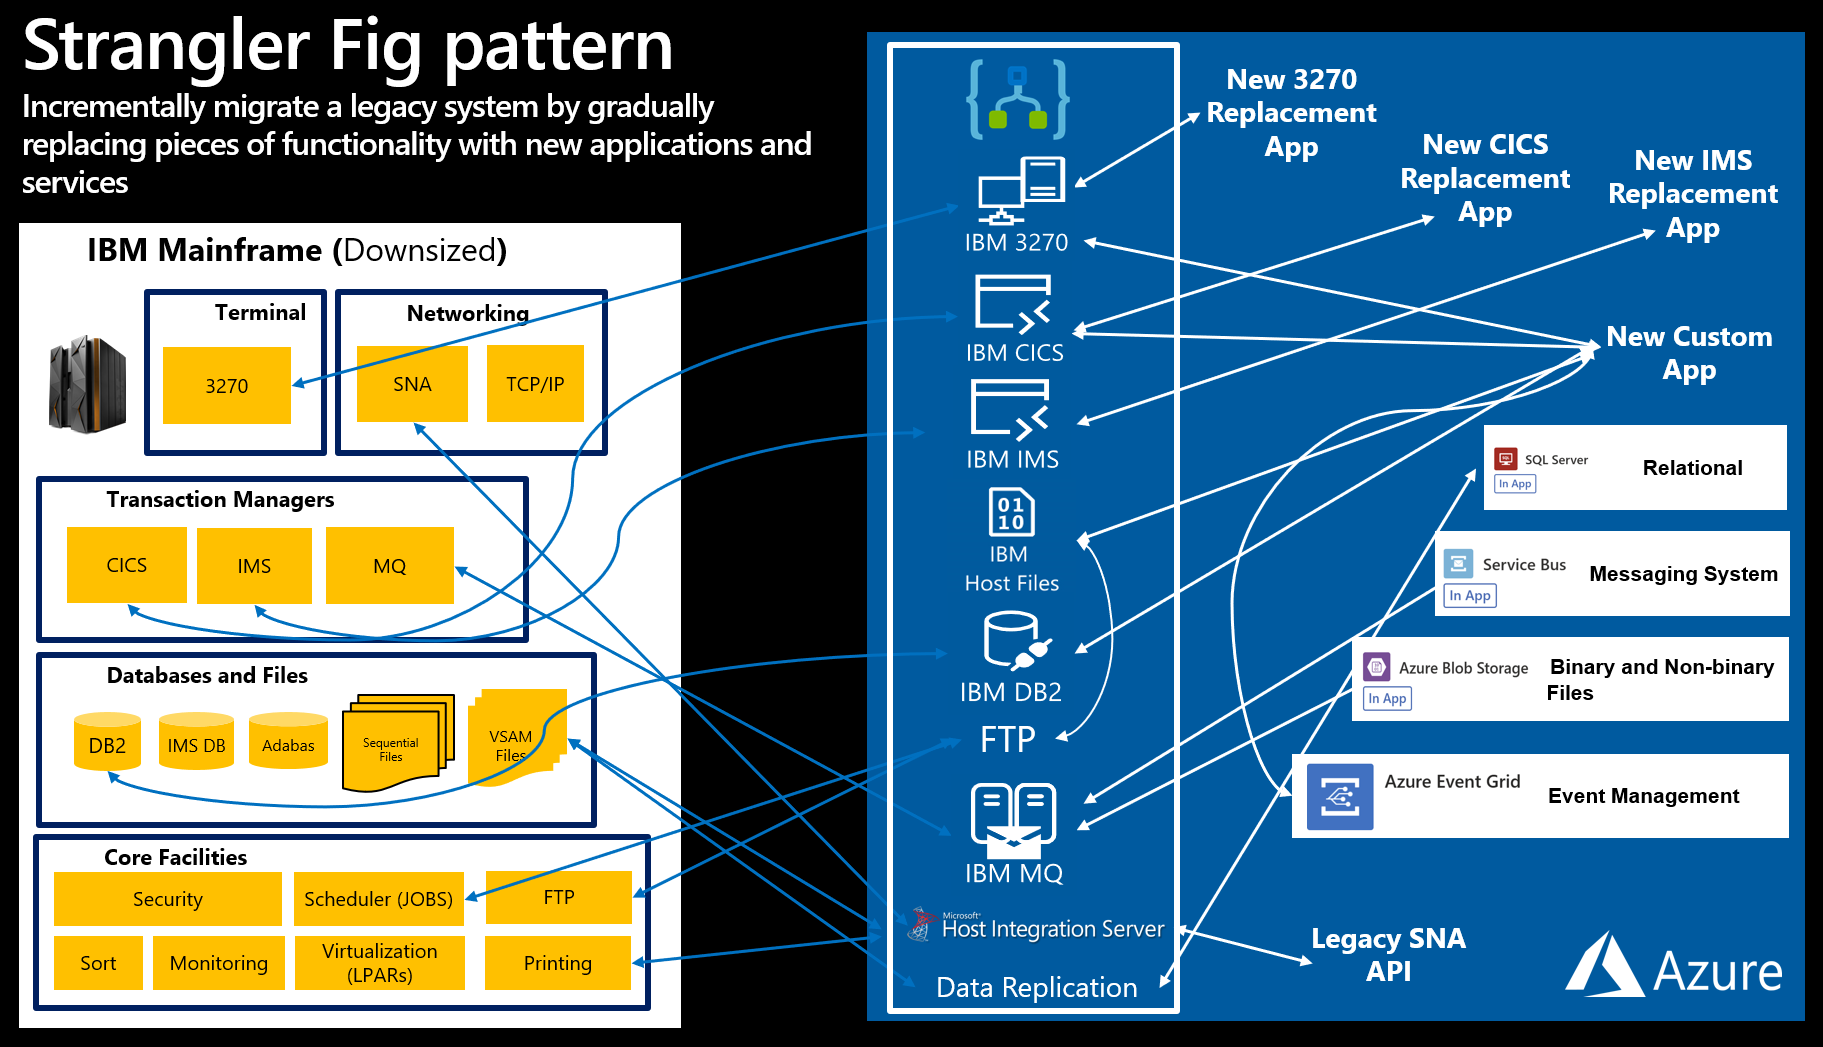 Strangler Fig pattern
Incrementally migrate a legacy system by gradually
replacing pieces of functionality with new applications and
services
IBM Mainframe (Downsized)
Terminal
3270
Networking
SNA
TCP/IP
Transaction Managers
CICS
IMS
MQ
Databases and Files
DB2
IMS DB
Adabas
Sequential
Files
VSAM
Files
Core Facilities
Security
Scheduler (JOBS)
FTP
Sort
Monitoring
Virtualization
(LPARs)
Printing
IBM 3270
IBM CICS
IBM IMS
01
10
IBM
Host Files
IBM DB2
FTP
IBM MQ
Microsoft®
Host Integration Server
Data Replication
New 3270
Replacement
App
New CICS
Replacement
App
New IMS
Replacement
App
New Custom
App
SQL
SQL Server
In App
Relational
Service Bus
In App
Messaging System
Azure Blob Storage
In App
Binary and Non-binary
Files
Azure Event Grid
Event Management
Legacy SNA
API
Azure